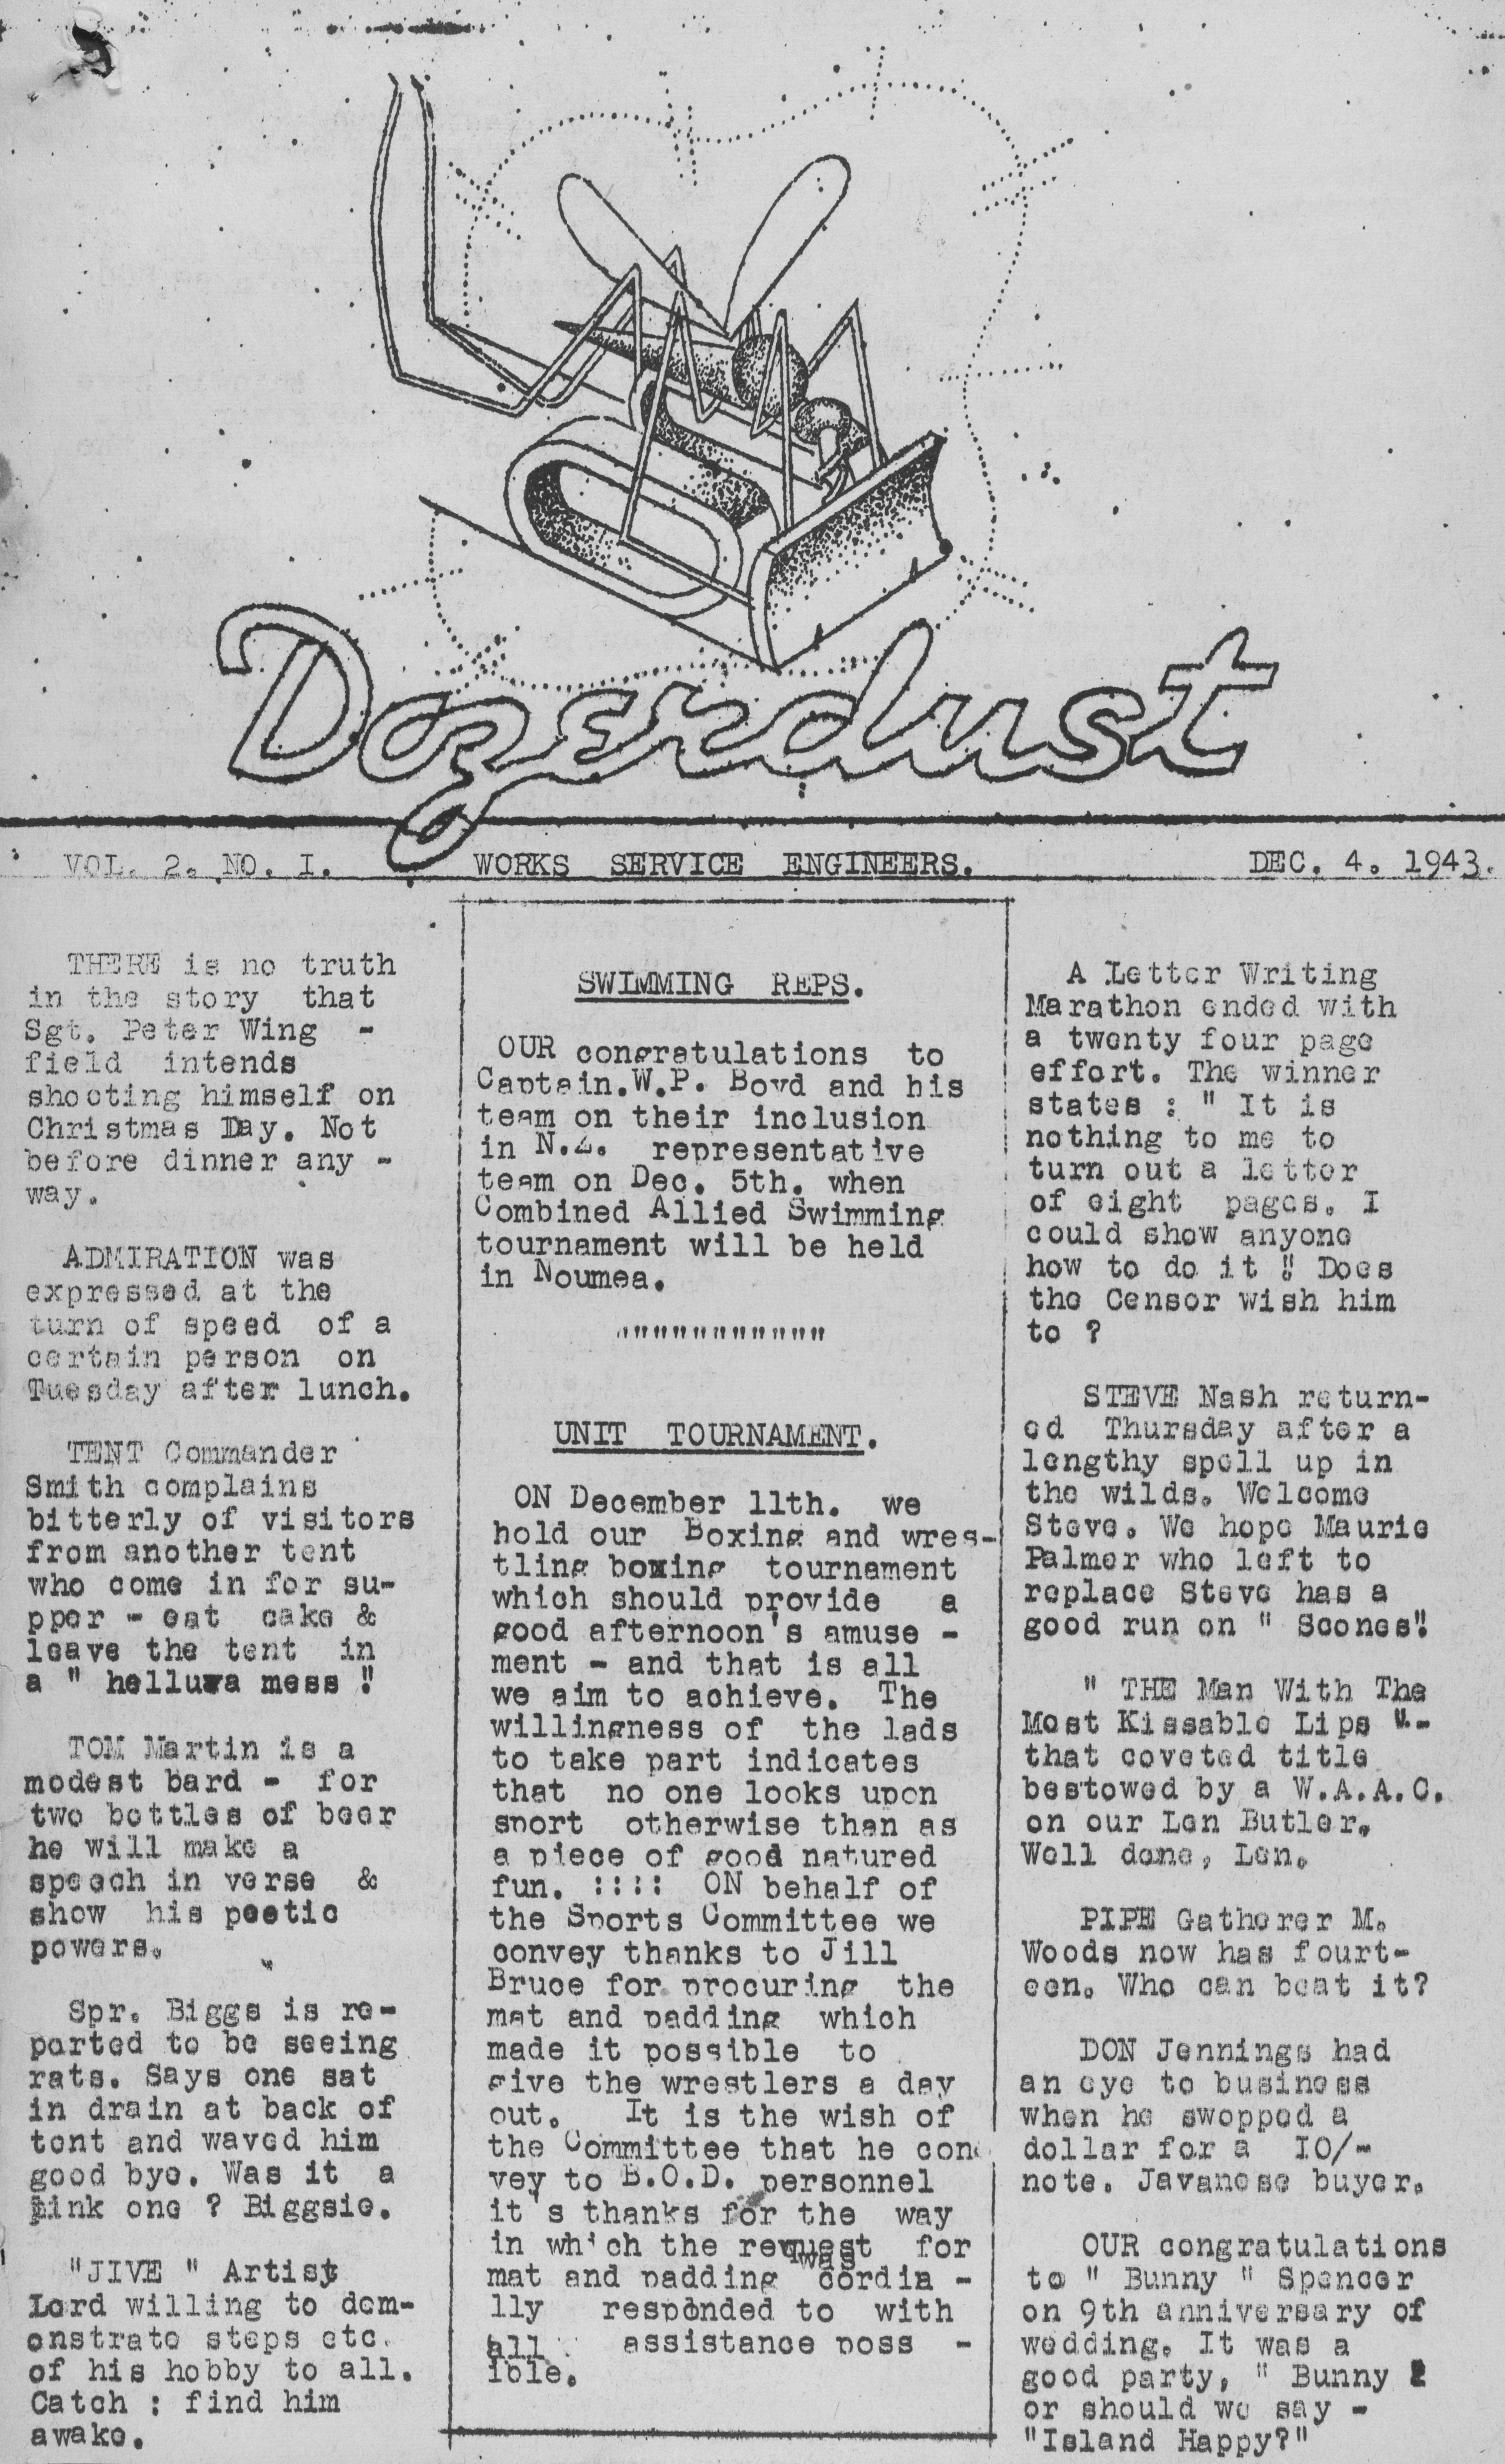 Dozerdust
VOL. 2. NO. I. WORKS SERVICE ENGINEERS. DEC. 4. 1943.
THERE is no truth
in the story that
Sgt. Peter Wing -
field intends
shooting himself on
Christmas Day. Not
before dinner any -
way.
ADMIRATION was
expressed at the
turn of speed of a
certain person on
Tuesday after lunch.
TENT Commander
Smith complains
bitterly of visitors
from another tent
who come in for su-
pper - eat cake &
leave the tent in
a " helluva mess !"
TOM Martin is a
modest bard - for
two bottles of beer
he will make a
speech in verse &
show his poetic
powers.
Spr. Biggs is re-
ported to be seeing
rats. Says one sat
in drain at back of
tent and waved him
good bye. Was it a
pink one ? Biggsie.
"JIVE " Artist
Lord willing to dem-
onstrate steps etc.
of his hobby to all.
Catch : find him
awake.
SWIMMING REPS.
OUR congratulations to
Captain.W.P. Boyd and his
team on their inclusion
in N.Z. representative
team on Dec. 5th. when
Combined Allied Swimming
tournament will be held
in Noumea.
"""""""""""""
UNIT TOURNAMENT.
ON December 11th. we
hold our Boxing and wres-
tling boxing tournament
which should provide a
good afternoon's amuse -
ment - and that is all
we aim to achieve. The
willingness of the lads
to take part indicates
that no one looks upon
sport otherwise than as
a piece of good natured
fun. :::: ON behalf of
the Sports Committee we
convey thanks to Jill
Bruce for procuring the
mat and padding which
made it possible to
give the wrestlers a day
out. It is the wish of
the Committee that he con
vey to B.O.D. personnel
it's thanks for the way
in which the request for
mat and padding was cordia -
lly responded to with
all assistance poss -
ible.
A Letter Writing
Marathon ended with
a twenty four page
effort. The winner
states : " It is
nothing to me to
turn out a letter
of eight pages. I
could show anyone
how to do it !" Does
the Censor wish him
to ?
STEVE Nash return-
ed Thursday after a
lengthy spell up in
the wilds. Welcome
Steve. We hope Maurie
Palmer who left to
replace Steve has a
good run on " Scones"!
" THE Man With The
Most Kissable Lips "-
that coveted title
bestowed by a W.A.A.C.
on our Len Butler.
Well done, Len.
PIPE Gatherer M.
Woods now has fourt-
een. Who can beat it?
DON Jennings had
an eye to business
when he swopped a
dollar for a IO/-
note. Javanese buyer.
OUR congratulations
to " Bunny " Spencer
on 9th anniversary of
wedding. It was a
good party, " Bunny "
or should we say -
"Island Happy?"